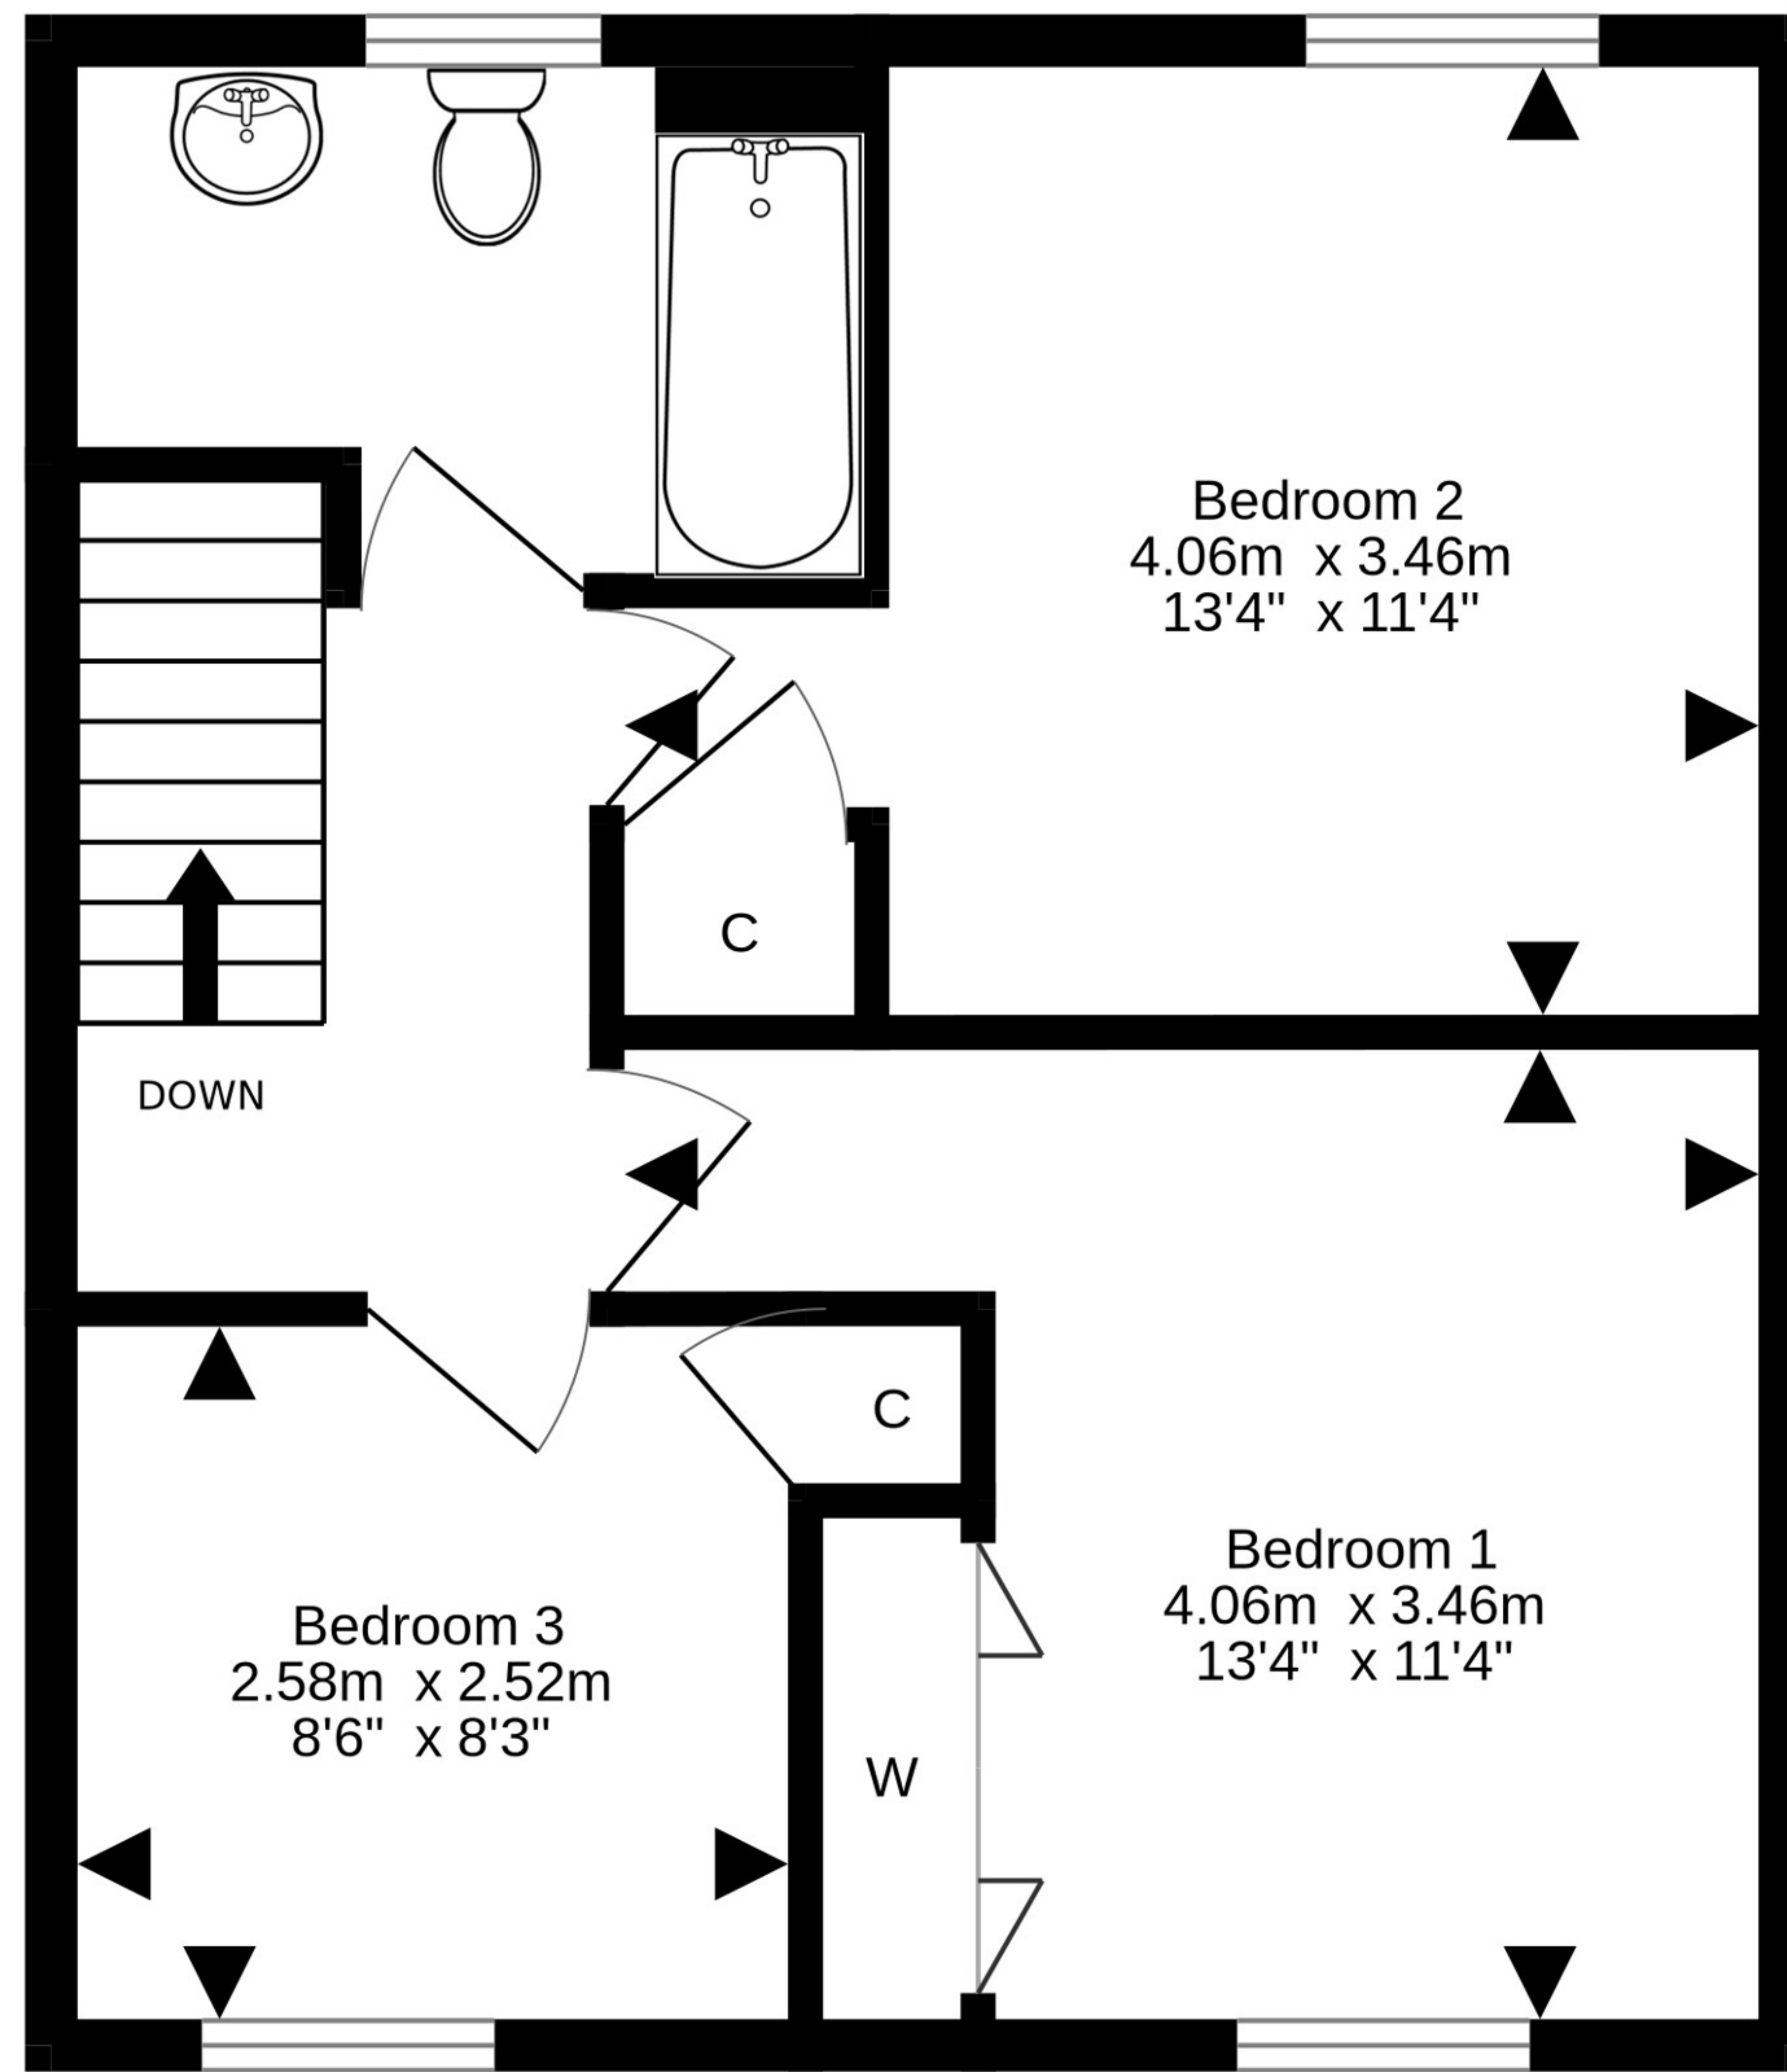 Bedroom 2
4.06m x 3.46m
13'4" x 11'4"
C
DOWN
C
Bedroom 1
4.06m x 3.46m
13'4" x 11'4"
Bedroom 3
2.58m x 2.52m
8'6" x 8'3"
W